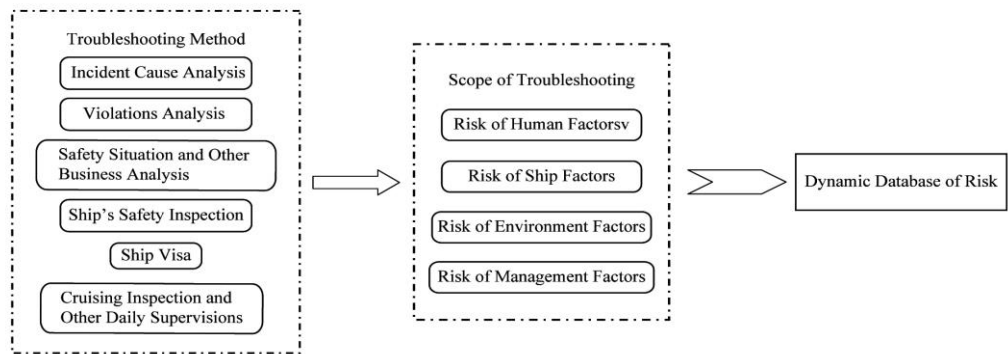 Troubleshooting Method
Incident Cause Analysis
Violations Analysis
Safety Situation and Other
Business Analysis
Ship's Safety Inspection
Ship Visa
Cruising Inspection and
Other Daily Supervisions
Scope of Troubleshooting
Risk of Human Factorsv
Risk of Ship Factors
Risk of Environment Factors
Risk of Management Factors
Dynamic Database of Risk